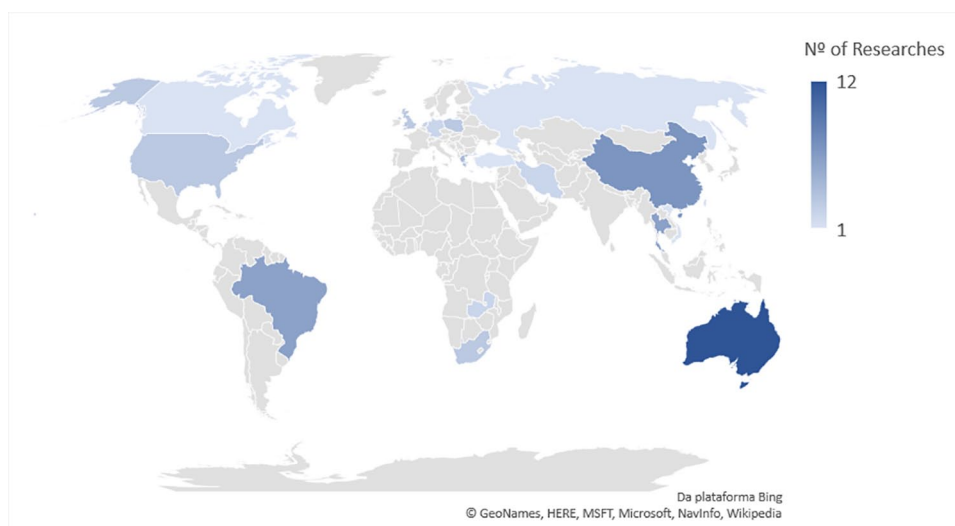 Nº of Researches
12
1
Da plataforma Bing
© GeoNames, HERE, MSFT, Microsoft, NavInfo, Wikipedia